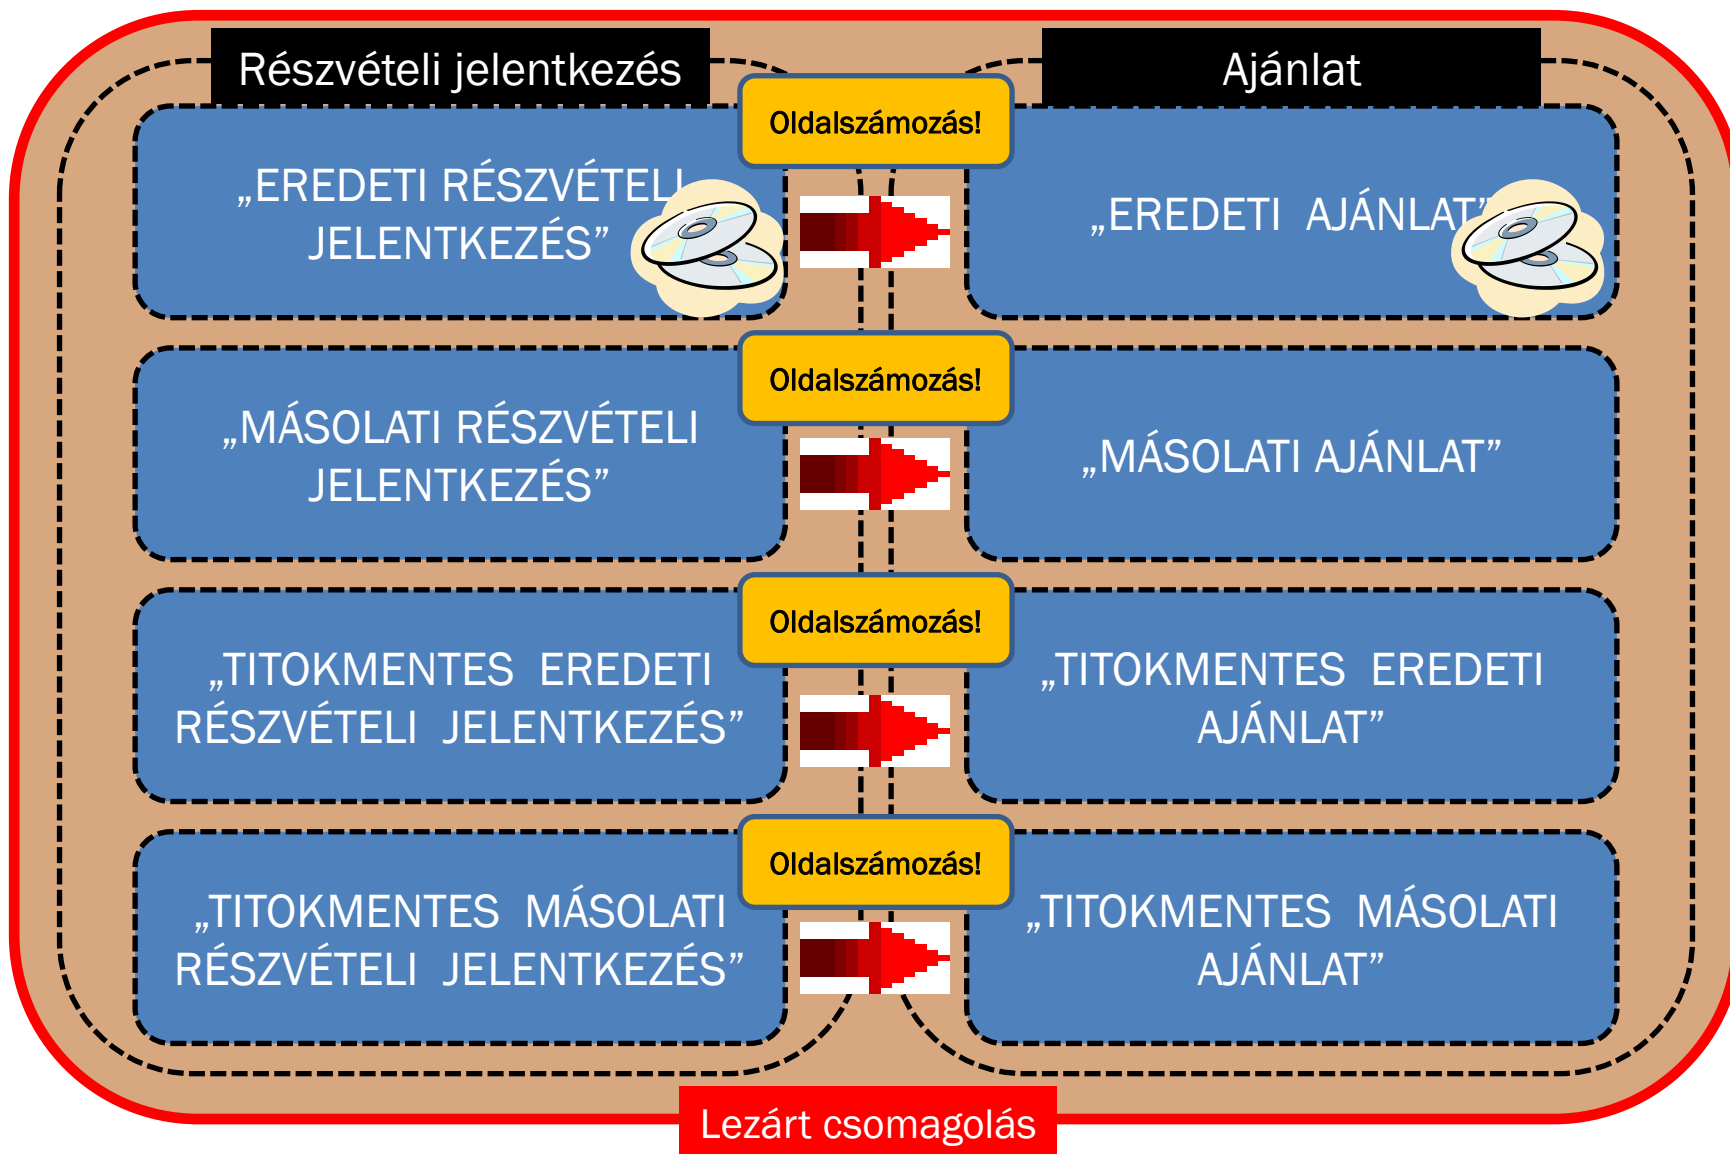 Részvételi jelentkezés
Ajánlat
Oldalszámozás!
„EREDETI RÉSZVÉTELI
JELENTKEZÉS”
„EREDETI AJÁNLAT”
Oldalszámozás!
„MÁSOLATI RÉSZVÉTELI
JELENTKEZÉS”
„MÁSOLATI AJÁNLAT”
Oldalszámozás!
„TITOKMENTES EREDETI
RÉSZVÉTELI JELENTKEZÉS”
„TITOKMENTES EREDETI
AJÁNLAT”
Oldalszámozás!
„TITOKMENTES MÁSOLATI
RÉSZVÉTELI JELENTKEZÉS”
„TITOKMENTES MÁSOLATI
AJÁNLAT”
Lezárt csomagolás